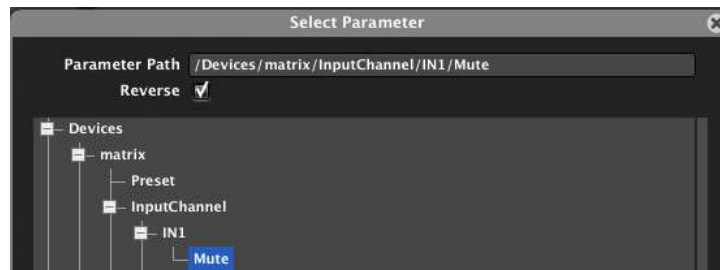 Select Parameter
Parameter Path /Devices/matrix/InputChannel/IN1/Mute
Reverse
Devices
matrix
Preset
InputChannel
IN1
Mute